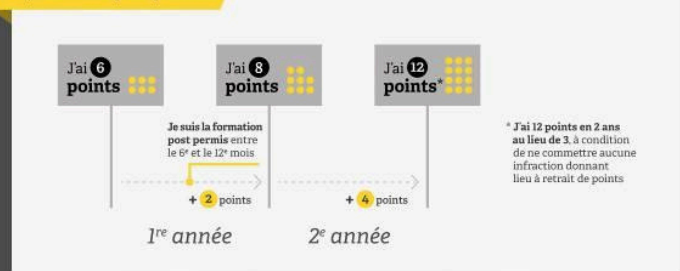 J'ai 6
points
J'ai 8
points
J'ai 12
points*
Je suis la formation
post permis entre
le 6e et le 12e mois
* J'ai 12 points en 2 ans
au lieu de 3, à condition
de ne commettre aucune
infraction donnant
lieu à retrait de points
+ 2 points
+ 4 points
1re année
2e année